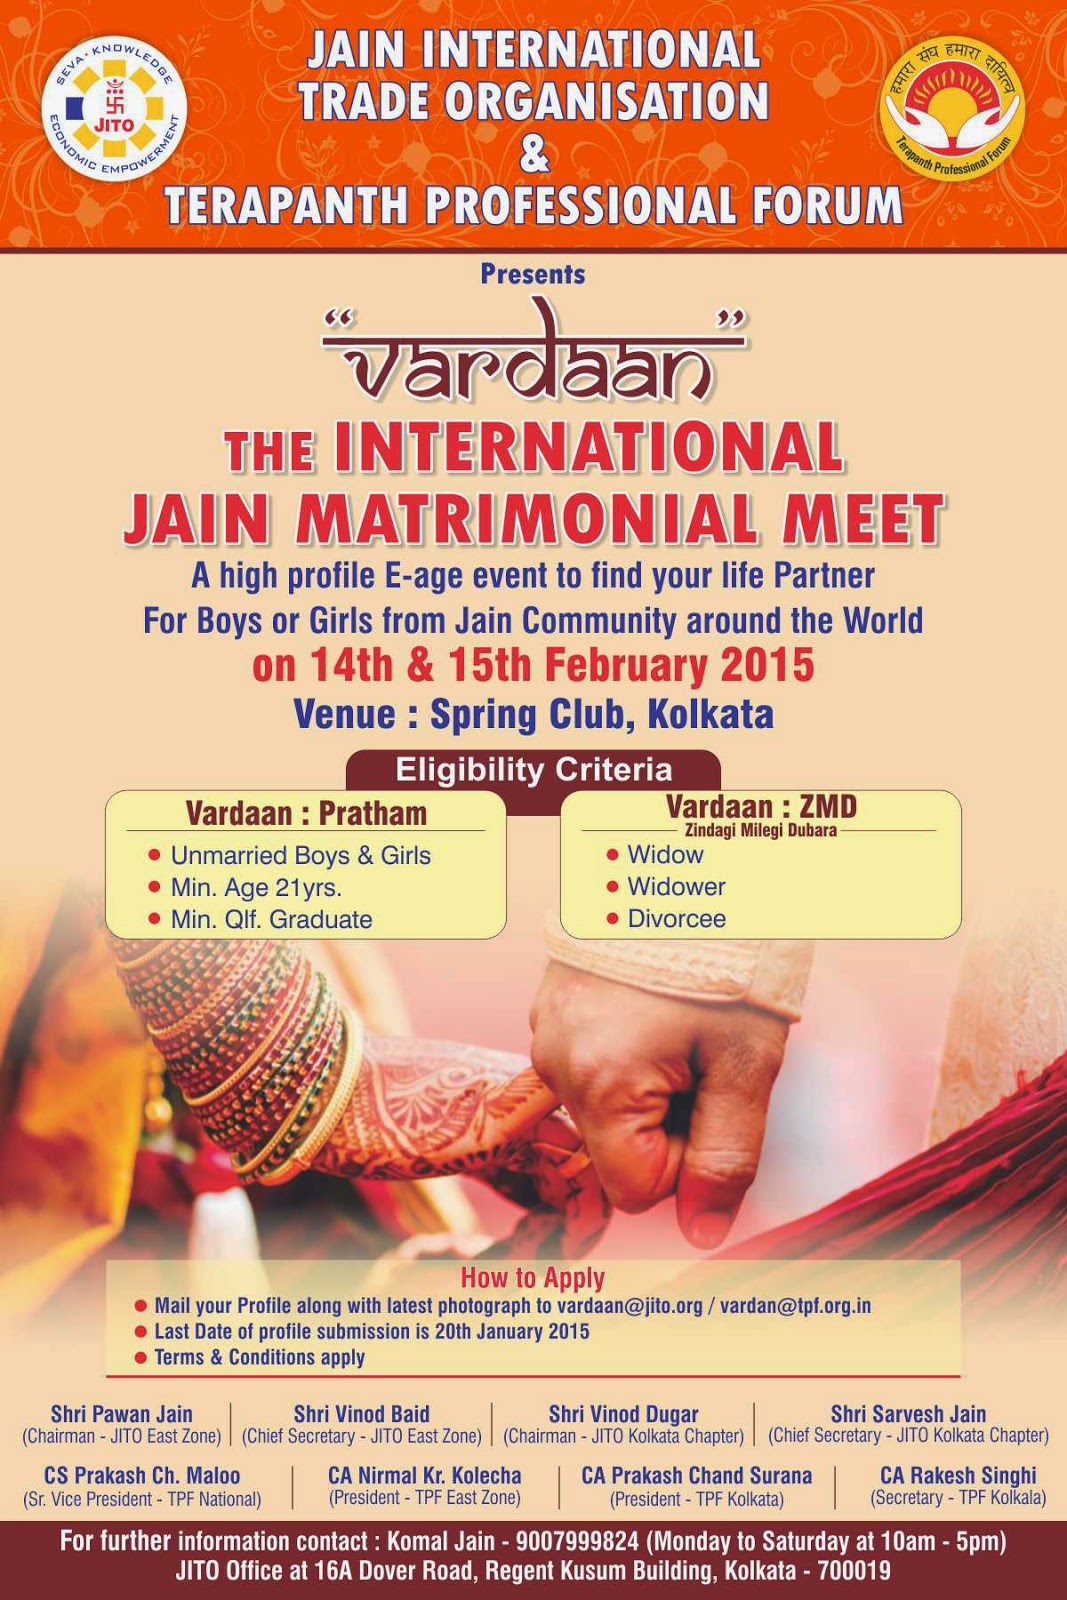 JAIN INTERNATIONAL
TRADE ORGANISATION
&
TERAPANTH PROFESSIONAL FORUM
SEVA · KNOWLEDGE
ECONOMIC EMPOWERMENT
JITO
हमारा संघ हमारा दायित्व
Terapanth Professional Forum
Presents
“vardaan”
THE INTERNATIONAL
JAIN MATRIMONIAL MEET
A high profile E-age event to find your life Partner
For Boys or Girls from Jain Community around the World
on 14th & 15th February 2015
Venue : Spring Club, Kolkata
Eligibility Criteria
Vardaan : Pratham
• Unmarried Boys & Girls
• Min. Age 21yrs.
• Min. Qlf. Graduate
Vardaan : ZMD
Zindagi Milegi Dubara
• Widow
• Widower
• Divorcee
How to Apply
• Mail your Profile along with latest photograph to vardaan@jito.org / vardan@tpf.org.in
• Last Date of profile submission is 20th January 2015
• Terms & Conditions apply
Shri Pawan Jain
(Chairman - JITO East Zone)
Shri Vinod Baid
(Chief Secretary - JITO East Zone)
Shri Vinod Dugar
(Chairman - JITO Kolkata Chapter)
Shri Sarvesh Jain
(Chief Secretary - JITO Kolkata Chapter)
CS Prakash Ch. Maloo
(Sr. Vice President - TPF National)
CA Nirmal Kr. Kolecha
(President - TPF East Zone)
CA Prakash Chand Surana
(President - TPF Kolkata)
CA Rakesh Singhi
(Secretary - TPF Kolkala)
For further information contact : Komal Jain - 9007999824 (Monday to Saturday at 10am - 5pm)
JITO Office at 16A Dover Road, Regent Kusum Building, Kolkata - 700019